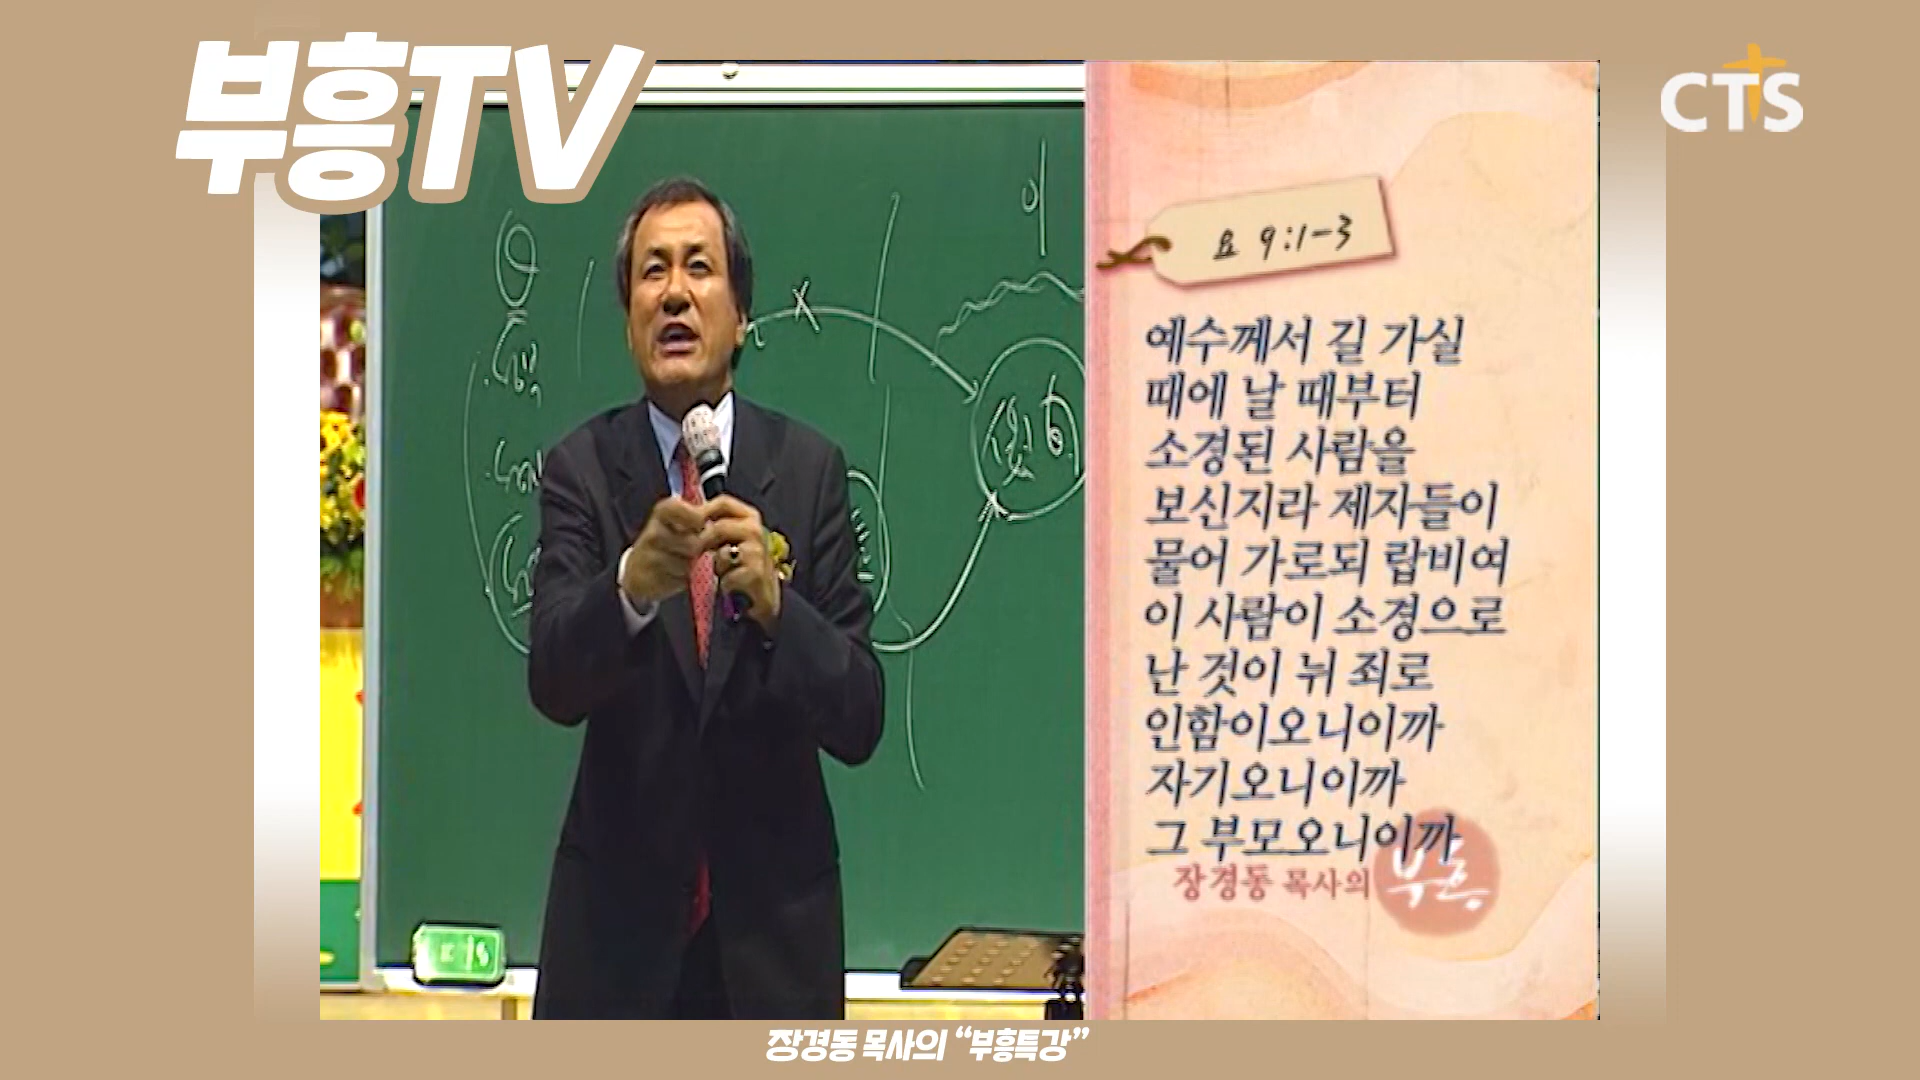 부흥TV
CTS
이
요 9:1-3
예수께서 길 가실
때에 날 때부터
소경된 사람을
보신지라 제자들이
물어 가로되 랍비여
이 사람이 소경으로
난 것이 뉘 죄로
인함이오니이까
자기오니이까
그 부모오니이까
장경동 목사의 부흥
장경동 목사의 “부흥특강”